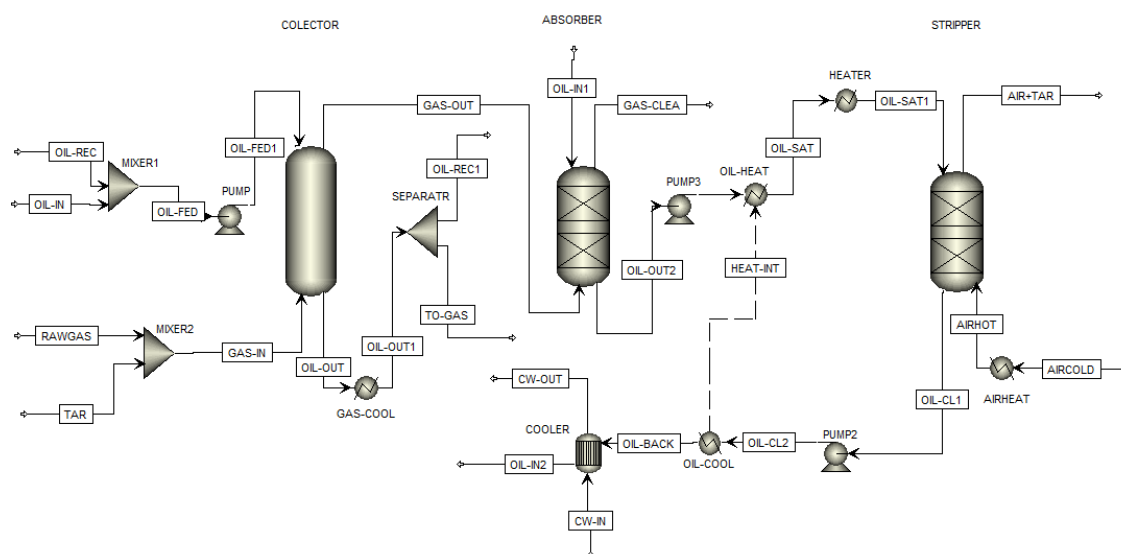 COLECTOR
ABSORBER
STRIPPER
HEATER
OIL-IN1
GAS-OUT
GAS-CLEA
OIL-SAT1
AIR+TAR
OIL-FED1
OIL-SAT
OIL-REC
MIXER1
OIL-REC1
OIL-HEAT
PUMP
SEPARATR
PUMP3
OIL-IN
OIL-FED
HEAT-INT
OIL-OUT2
TO-GAS
AIRHOT
RAWGAS
MIXER2
GAS-IN
OIL-OUT1
OIL-OUT
AIRCOLD
CW-OUT
AIRHEAT
OIL-CL1
TAR
GAS-COOL
COOLER
OIL-BACK
OIL-CL2
PUMP2
OIL-IN2
OIL-COOL
CW-IN